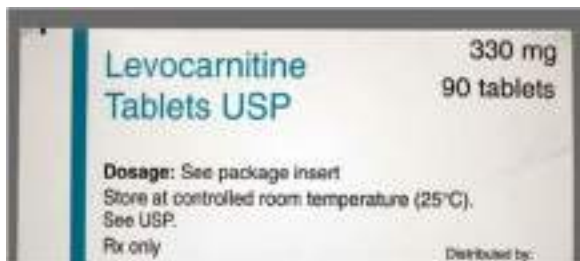 Levocarnitine
Tablets USP
330 mg
90 tablets
Dosage: See package insert
Store at controlled room temperature (25°C).
See USP.
Rx only
Distributed by: